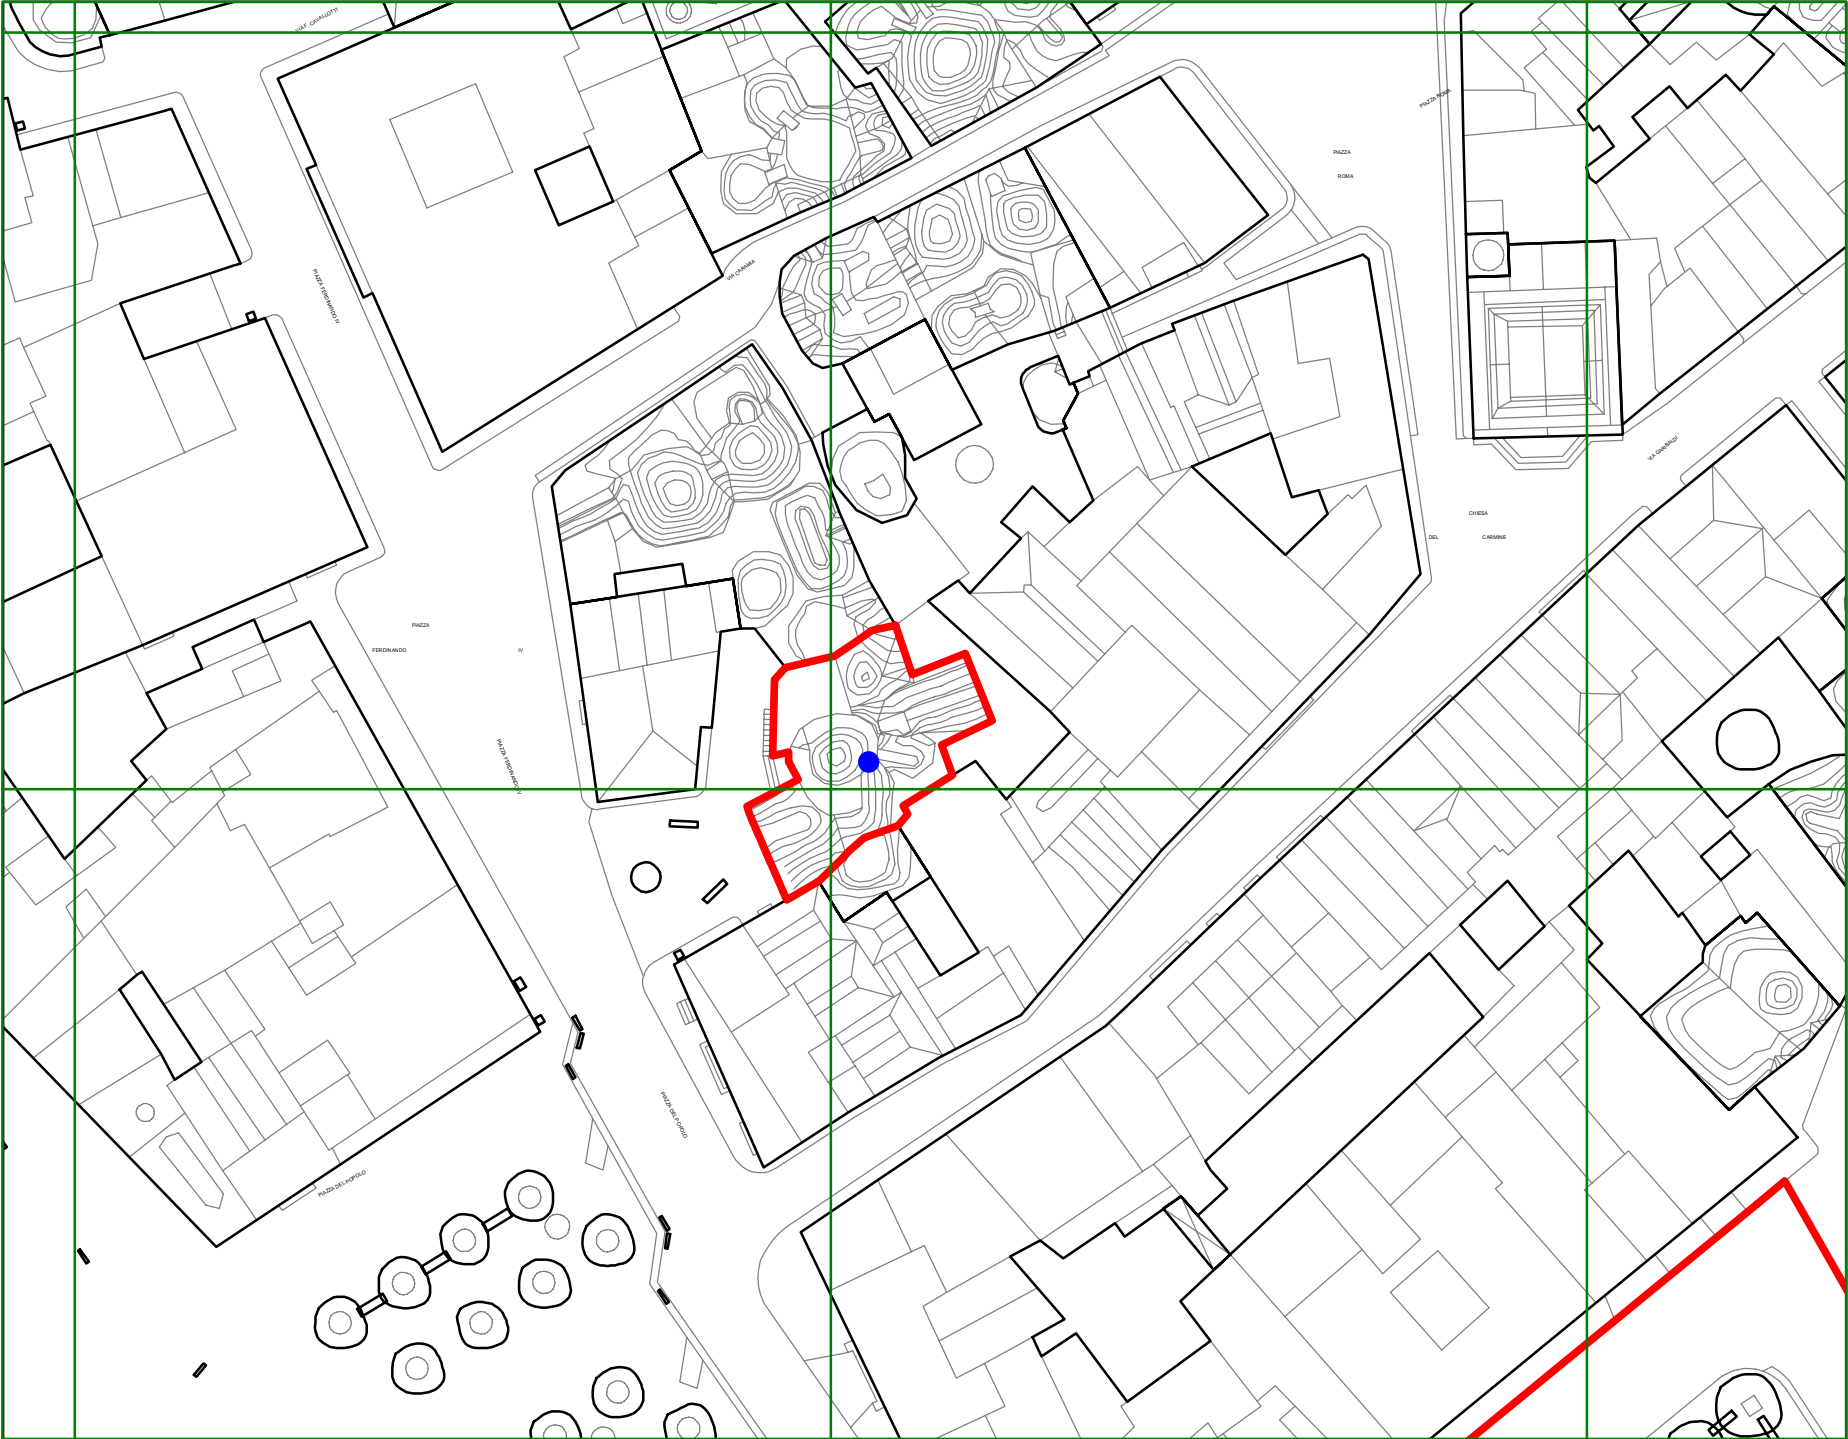 VIA F. CAVALLOTTI
PIAZZA ROMA
PIAZZA
ROMA
VIA CARAMIA
PIAZZA FERDINANDO IV
VIA GARIBALDI
CHIESA
DEL CARMINE
PIAZZA
FERDINANDO IV
PIAZZA FERDINANDO IV
PIAZZA DEL POPOLO
PIAZZA DEL POPOLO